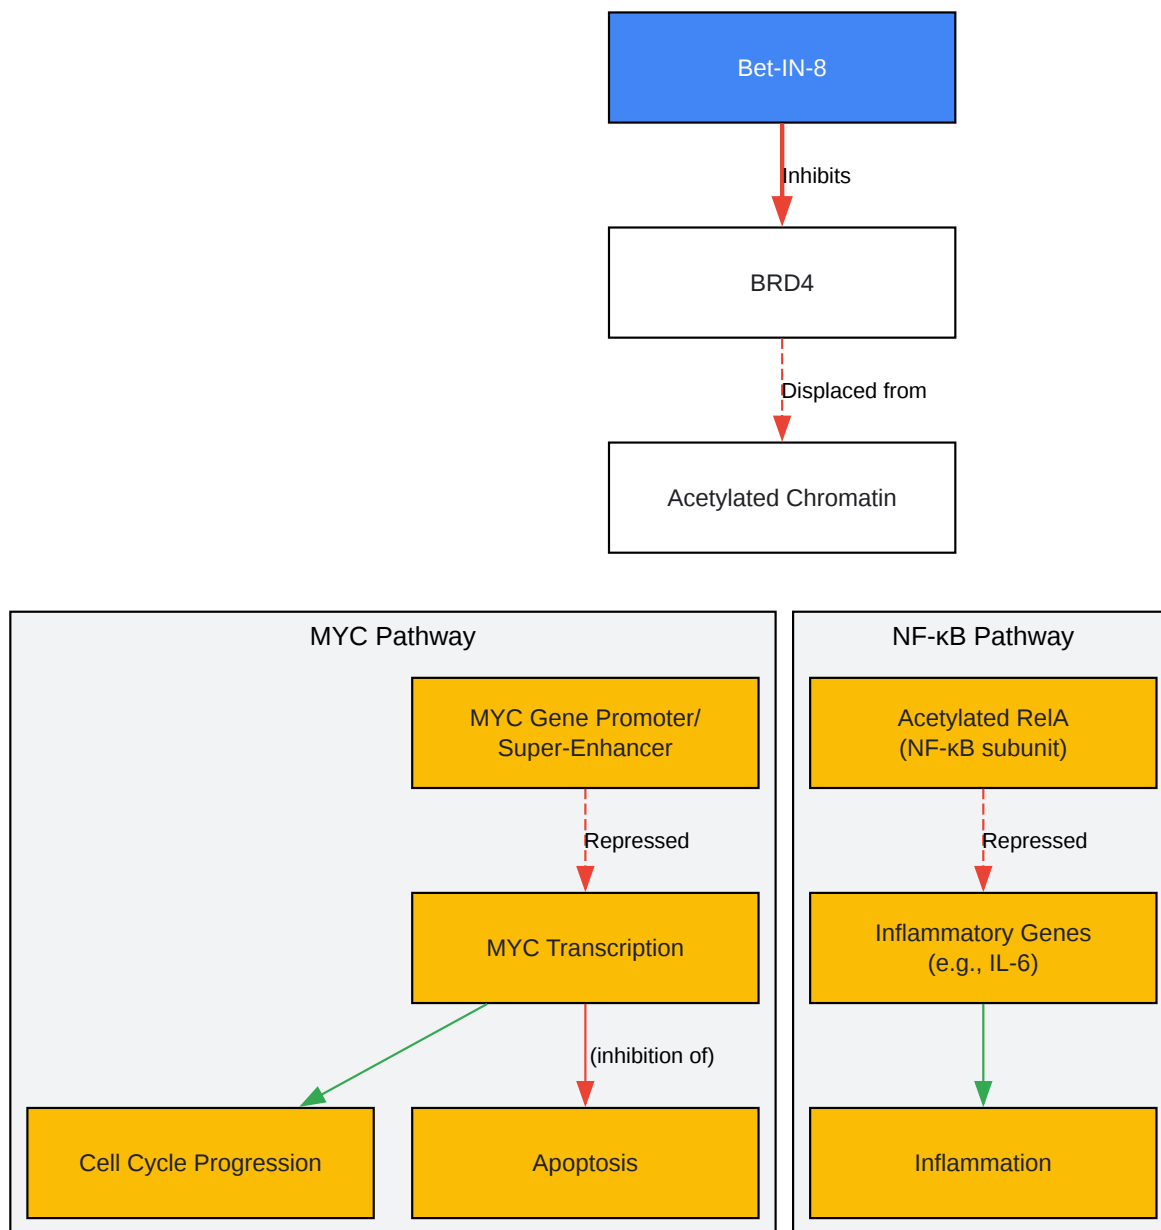 Bet-IN-8
Inhibits
BRD4
Displaced from
Acetylated Chromatin
MYC Pathway
NF-κB Pathway
MYC Gene Promoter/
Super-Enhancer
Acetylated RelA
(NF-κB subunit)
Repressed
Repressed
MYC Transcription
Inflammatory Genes
(e.g., IL-6)
(inhibition of)
Cell Cycle Progression
Apoptosis
Inflammation